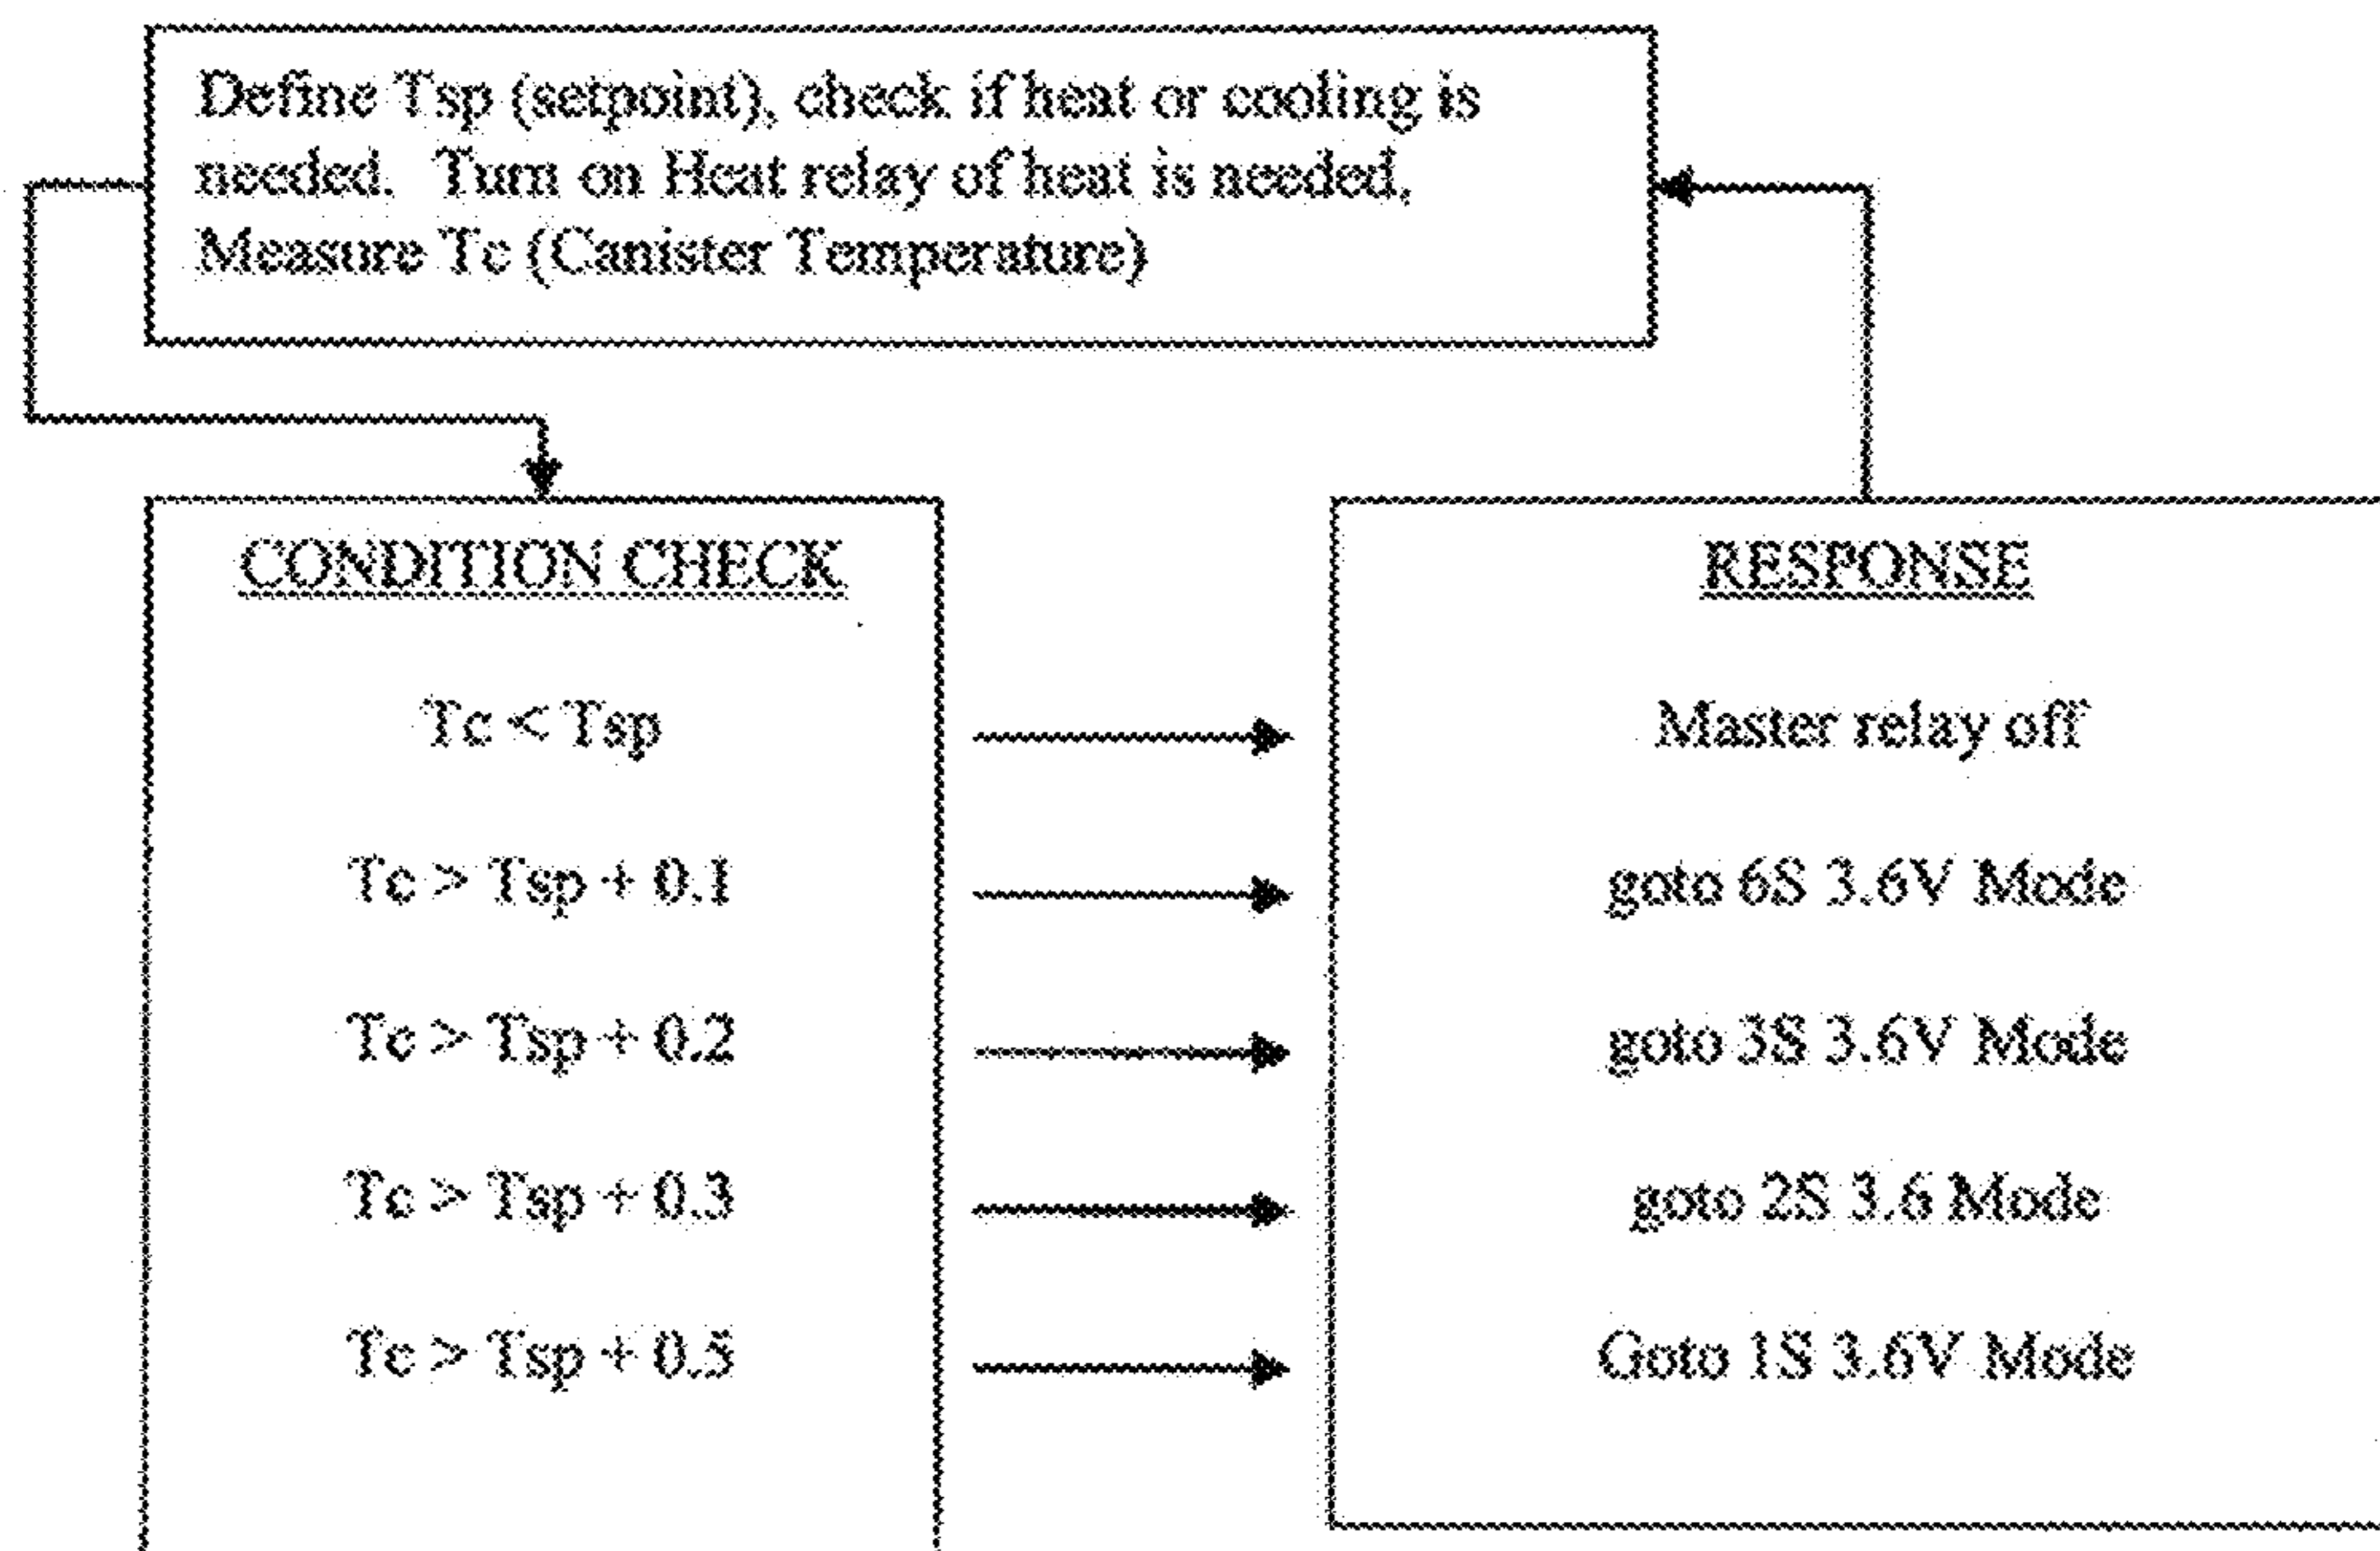 Define Tsp (setpoint), check if heat or cooling is
needed. Turn on Heat relay of heat is needed,
Measure Tc (Canister Temperature)
CONDITION CHECK
Tc < Tsp
Tc > Tsp + 0.1
Tc > Tsp + 0.2
Tc > Tsp + 0.3
Tc > Tsp + 0.5
RESPONSE
Master relay off
goto 6S 3.6V Mode
goto 3S 3.6V Mode
goto 2S 3.6 Mode
Goto 1S 3.6V Mode